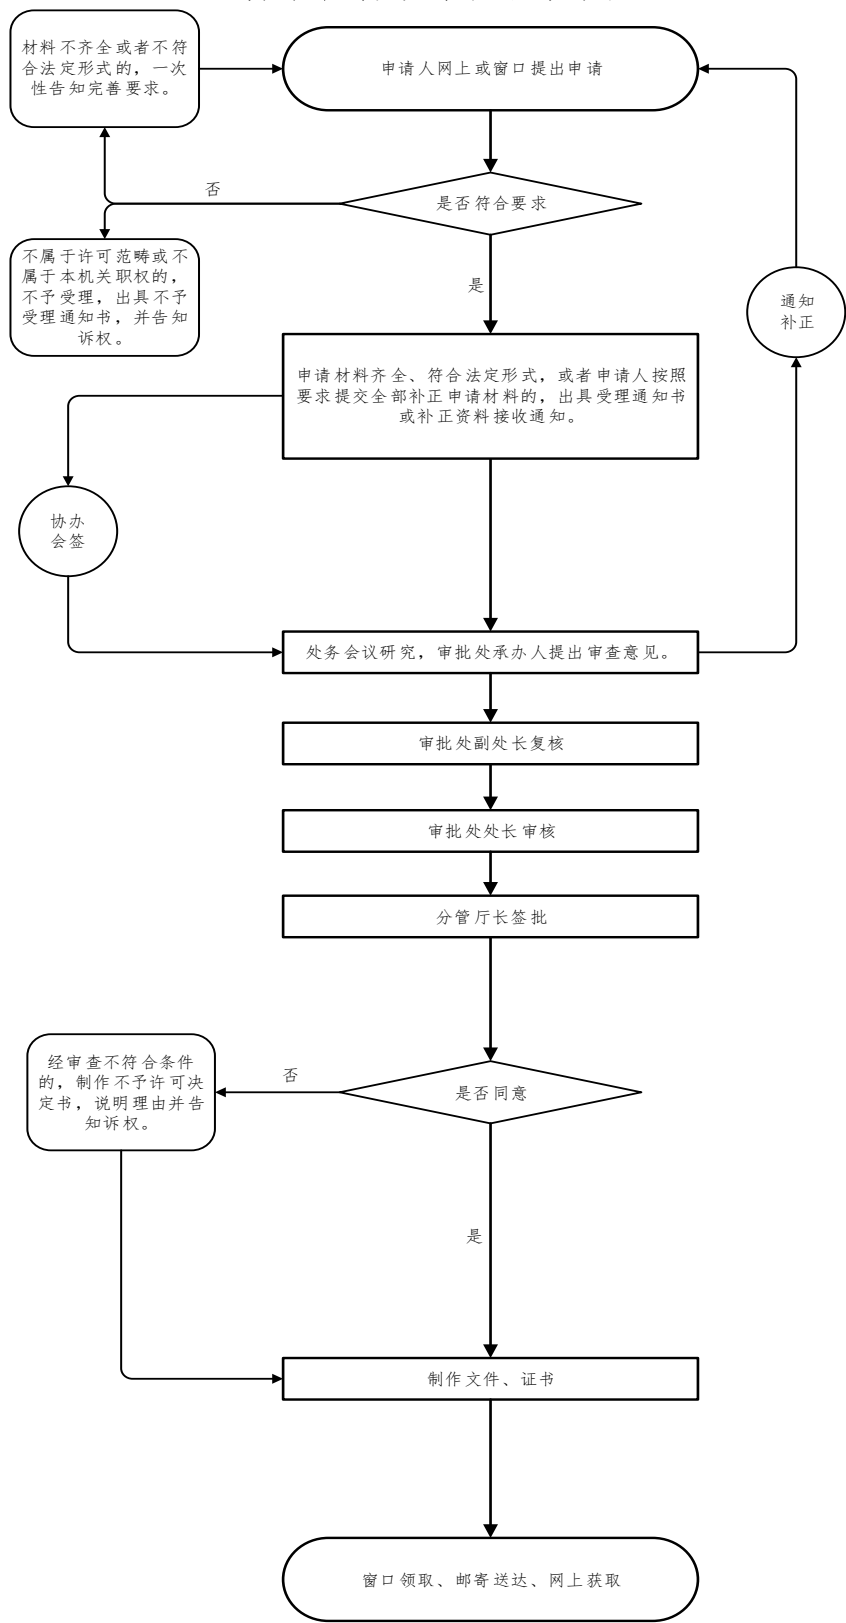 材料不齐全或者不符
合法定形式的，一次
性告知完善要求。
申请人网上或窗口提出申请
否
是否符合要求
不属于许可范畴或不
属于本机关职权的，
不予受理，出具不予
受理通知书，并告知
诉权。
是
通知
补正
申请材料齐全、符合法定形式，或者申请人按照
要求提交全部补正申请材料的，出具受理通知书
或补正资料接收通知。
协办
会签
处务会议研究，审批处承办人提出审查意见。
审批处副处长复核
审批处处长审核
分管厅长签批
经审查不符合条件
的，制作不予许可决
定书，说明理由并告
知诉权。
否
是否同意
是
制作文件、证书
窗口领取、邮寄送达、网上获取